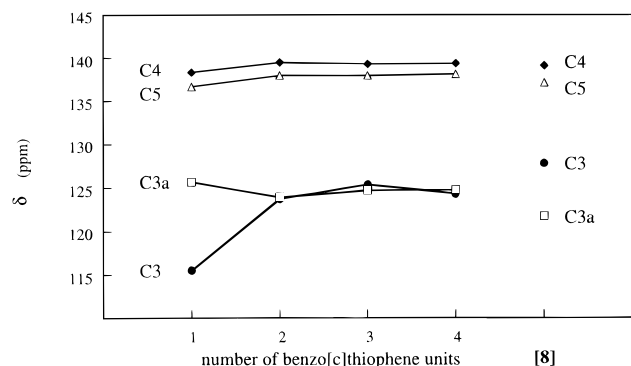 145
140
135
130
125
120
115
δ (ppm)
C4
C5
C3a
C3
C4
C5
C3
C3a
1 2 3 4
number of benzo[c]thiophene units [8]